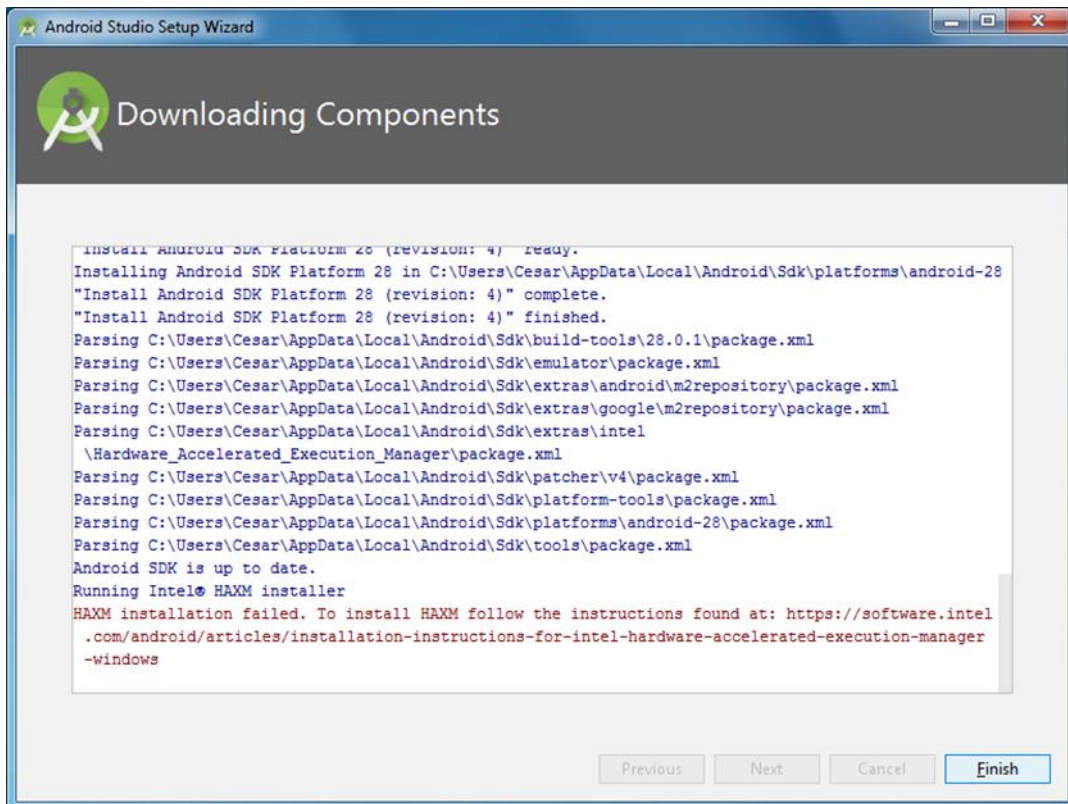 Android Studio Setup Wizard
Downloading Components
"Install Android SDK Platform 28 (revision: 4)" ready.
Installing Android SDK Platform 28 in C:\Users\Cesar\AppData\Local\Android\Sdk\platforms\android-28
"Install Android SDK Platform 28 (revision: 4)" complete.
"Install Android SDK Platform 28 (revision: 4)" finished.
Parsing C:\Users\Cesar\AppData\Local\Android\Sdk\build-tools\28.0.1\package.xml
Parsing C:\Users\Cesar\AppData\Local\Android\Sdk\emulator\package.xml
Parsing C:\Users\Cesar\AppData\Local\Android\Sdk\extras\android\m2repository\package.xml
Parsing C:\Users\Cesar\AppData\Local\Android\Sdk\extras\google\m2repository\package.xml
Parsing C:\Users\Cesar\AppData\Local\Android\Sdk\extras\intel
\Hardware_Accelerated_Execution_Manager\package.xml
Parsing C:\Users\Cesar\AppData\Local\Android\Sdk\patcher\v4\package.xml
Parsing C:\Users\Cesar\AppData\Local\Android\Sdk\platform-tools\package.xml
Parsing C:\Users\Cesar\AppData\Local\Android\Sdk\platforms\android-28\package.xml
Parsing C:\Users\Cesar\AppData\Local\Android\Sdk\tools\package.xml
Android SDK is up to date.
Running Intel® HAXM installer
HAXM installation failed. To install HAXM follow the instructions found at: https://software.intel
.com/android/articles/installation-instructions-for-intel-hardware-accelerated-execution-manager
-windows
Previous Next Cancel Finish